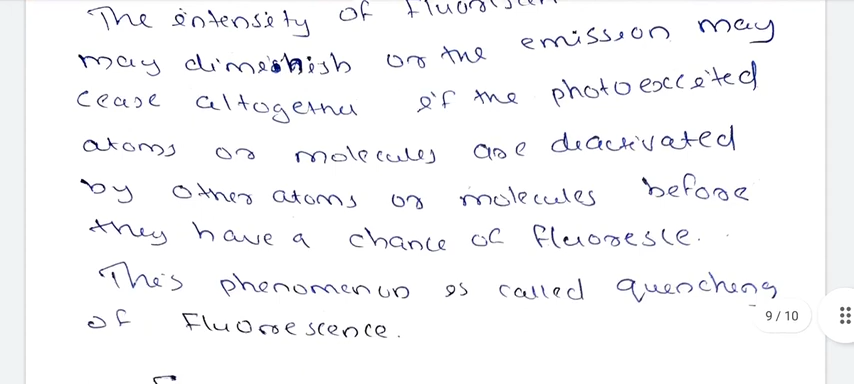 The intensity of Fluorescen
may diminish or the emission may
cease altogether if the photoexcited
atoms or molecules are deactivated
by other atoms or molecules before
they have a chance of fluoresce.
This phenomenon is called quenching
of Fluorescence.
9 / 10